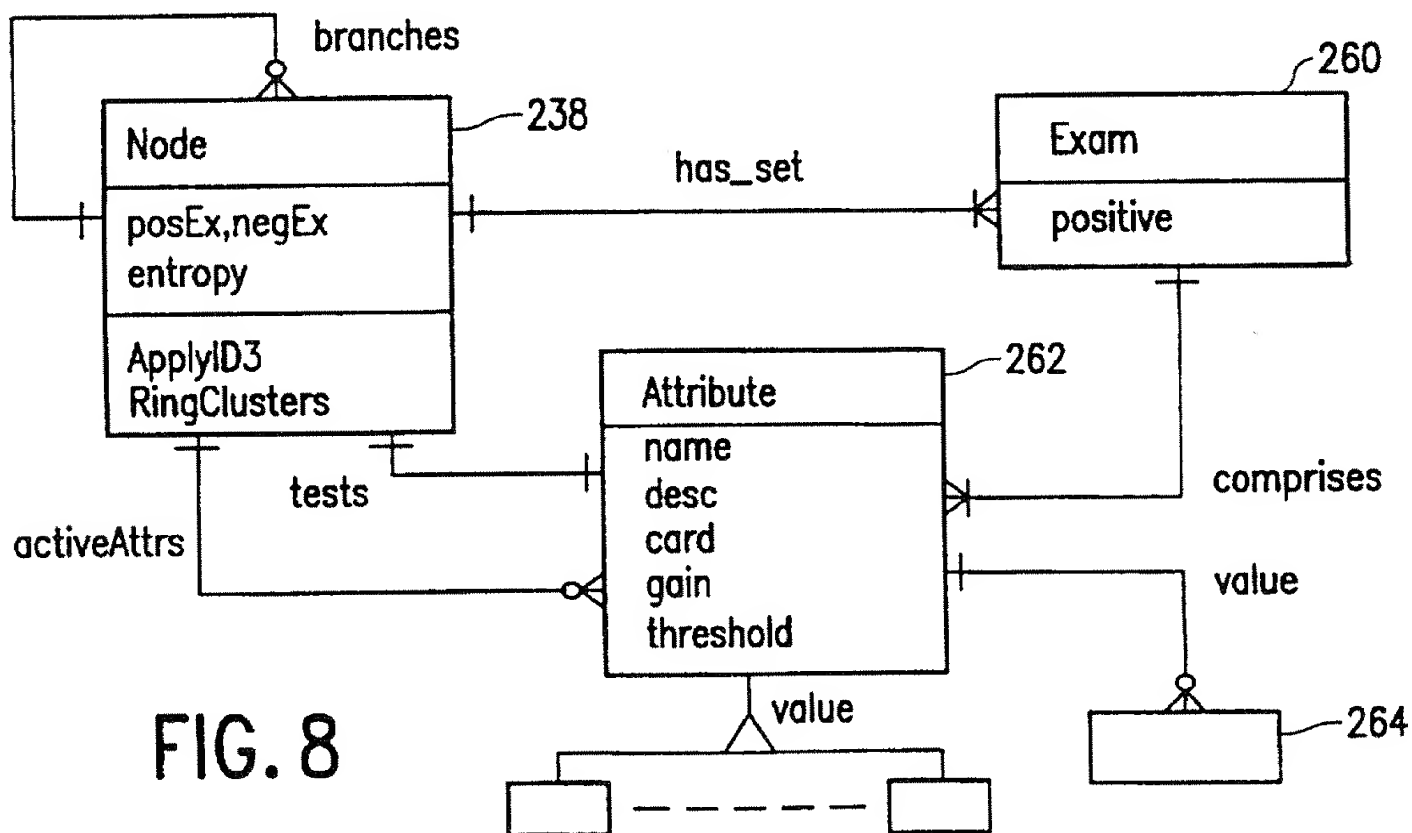 branches
238
Node
posEx,negEx
entropy
ApplyID3
RingClusters
has_set
260
Exam
positive
262
Attribute
name
desc
card
gain
threshold
tests
activeAttrs
comprises
value
value
264
FIG. 8